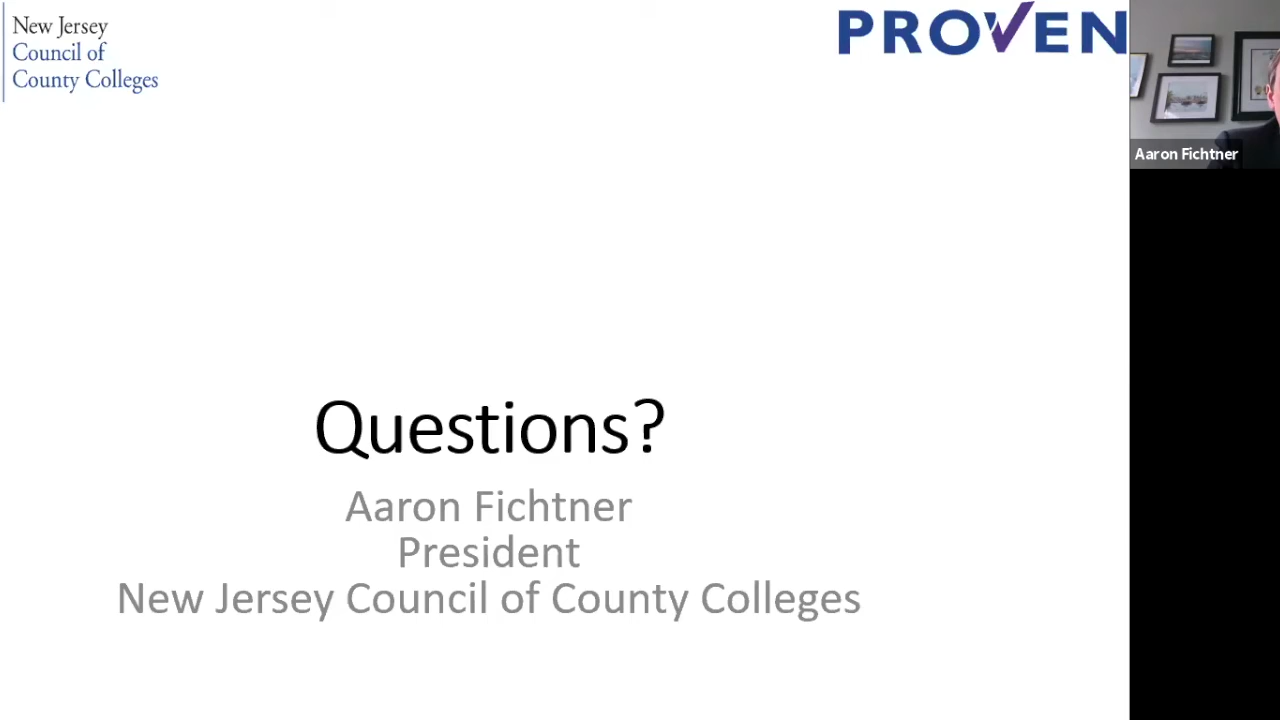 New Jersey
Council of
County Colleges
PROVEN
Aaron Fichtner
Questions?
Aaron Fichtner
President
New Jersey Council of County Colleges